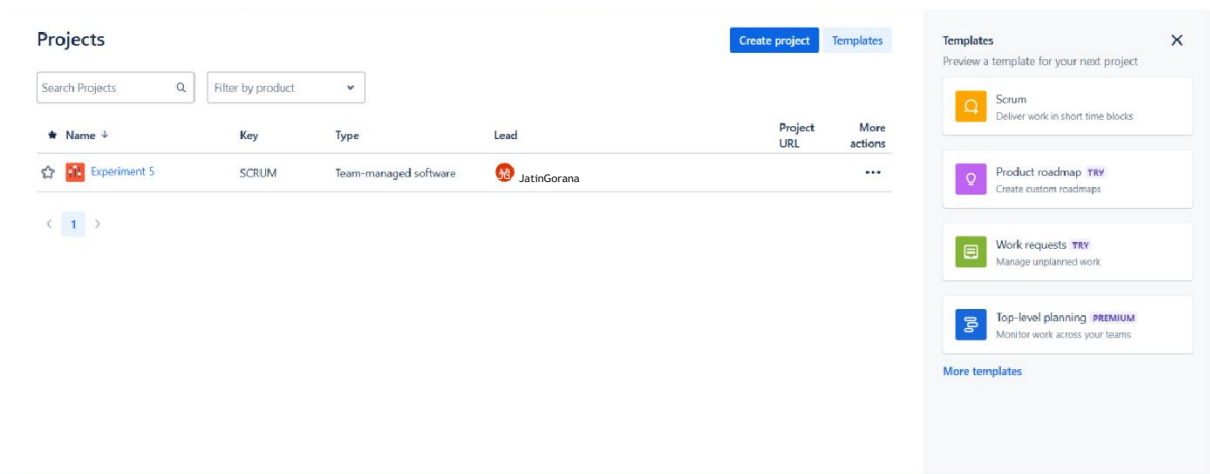 Projects
Create project
Templates
Search Projects
Filter by product
Name ↓
Key
Type
Lead
Project URL
More actions
Experiment 5
SCRUM
Team-managed software
JatinGorana
1
Templates
Preview a template for your next project
Scrum
Deliver work in short time blocks
Product roadmap TRY
Create custom roadmaps
Work requests TRY
Manage unplanned work
Top-level planning PREMIUM
Monitor work across your teams
More templates